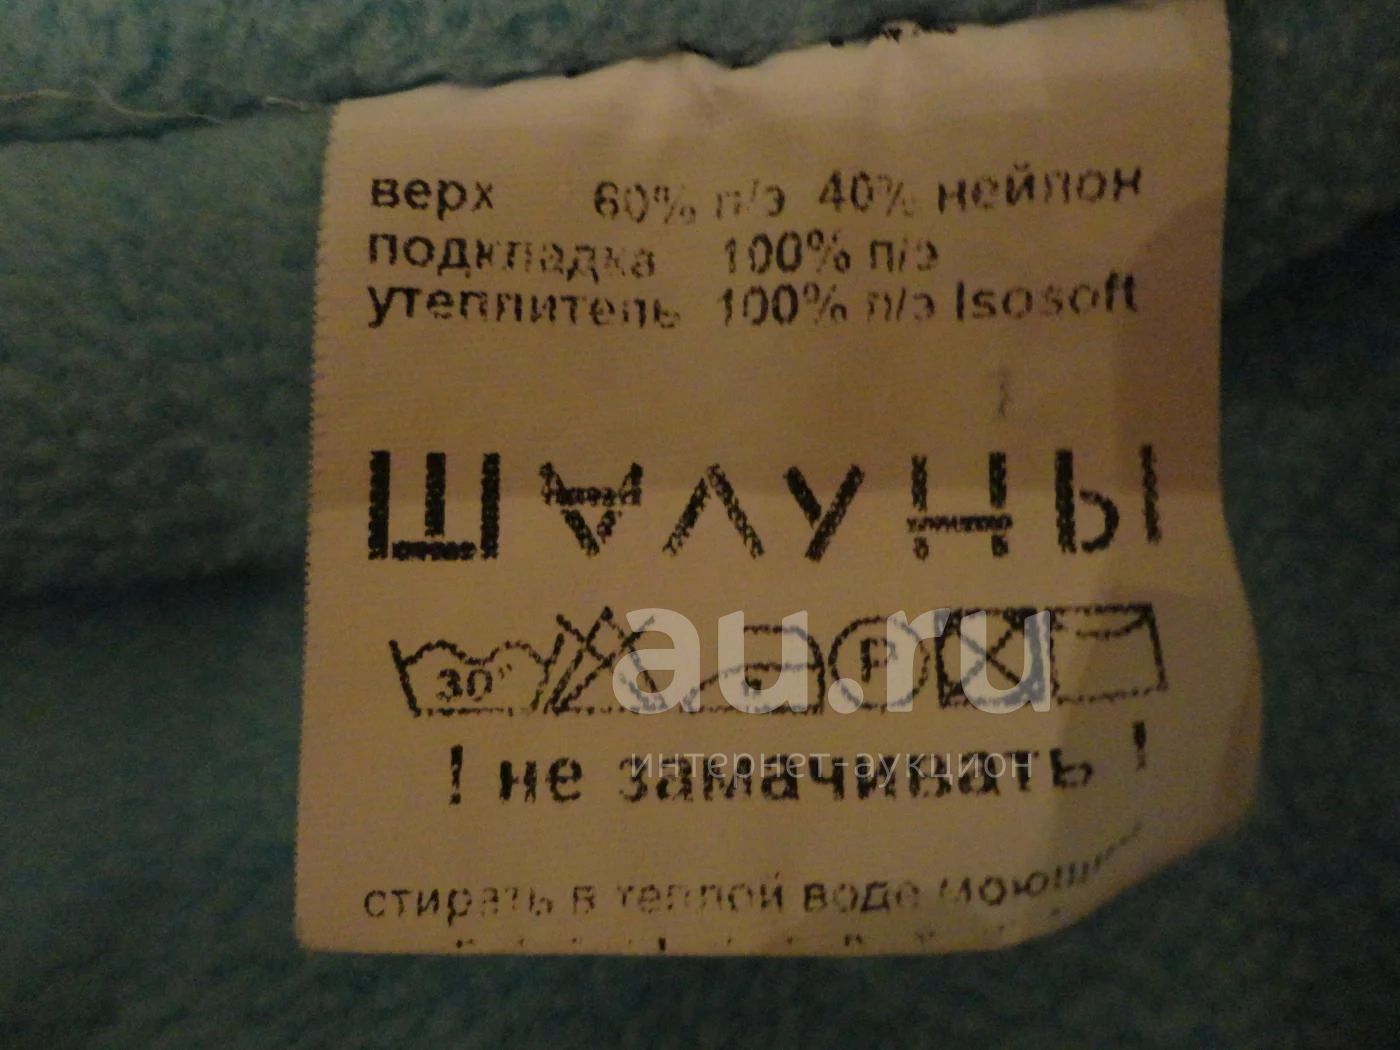 верх 60% п/э 40% нейлон
подкладка 100% п/э
утеплитель 100% п/э Isosoft
ШАЛУНЫ
30° P
au.ru
интернет-аукцион
! не замачивать !
стирать в теплой воде